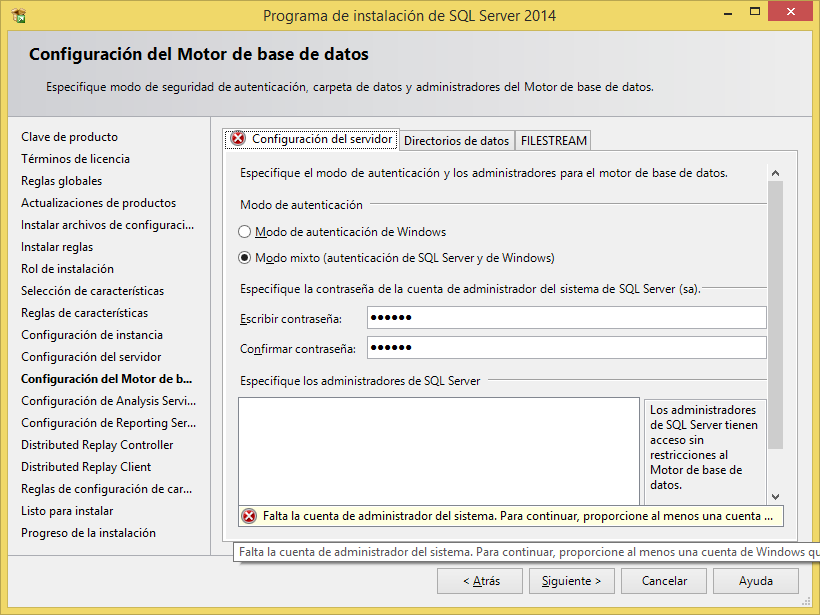 Programa de instalación de SQL Server 2014
Configuración del Motor de base de datos
Especifique modo de seguridad de autenticación, carpeta de datos y administradores del Motor de base de datos.
Clave de producto
Términos de licencia
Reglas globales
Actualizaciones de productos
Instalar archivos de configuraci...
Instalar reglas
Rol de instalación
Selección de características
Reglas de características
Configuración de instancia
Configuración del servidor
Configuración del Motor de b...
Configuración de Analysis Servi...
Configuración de Reporting Ser...
Distributed Replay Controller
Distributed Replay Client
Reglas de configuración de car...
Listo para instalar
Progreso de la instalación
Configuración del servidor
Directorios de datos
FILESTREAM
Especifique el modo de autenticación y los administradores para el motor de base de datos.
Modo de autenticación
Modo de autenticación de Windows
Modo mixto (autenticación de SQL Server y de Windows)
Especifique la contraseña de la cuenta de administrador del sistema de SQL Server (sa).
Escribir contraseña: ●●●●●●
Confirmar contraseña: ●●●●●●
Especifique los administradores de SQL Server
Los administradores
de SQL Server tienen
acceso sin
restricciones al
Motor de base de
datos.
Falta la cuenta de administrador del sistema. Para continuar, proporcione al menos una cuenta ...
Falta la cuenta de administrador del sistema. Para continuar, proporcione al menos una cuenta de Windows qu
< Atrás
Siguiente >
Cancelar
Ayuda